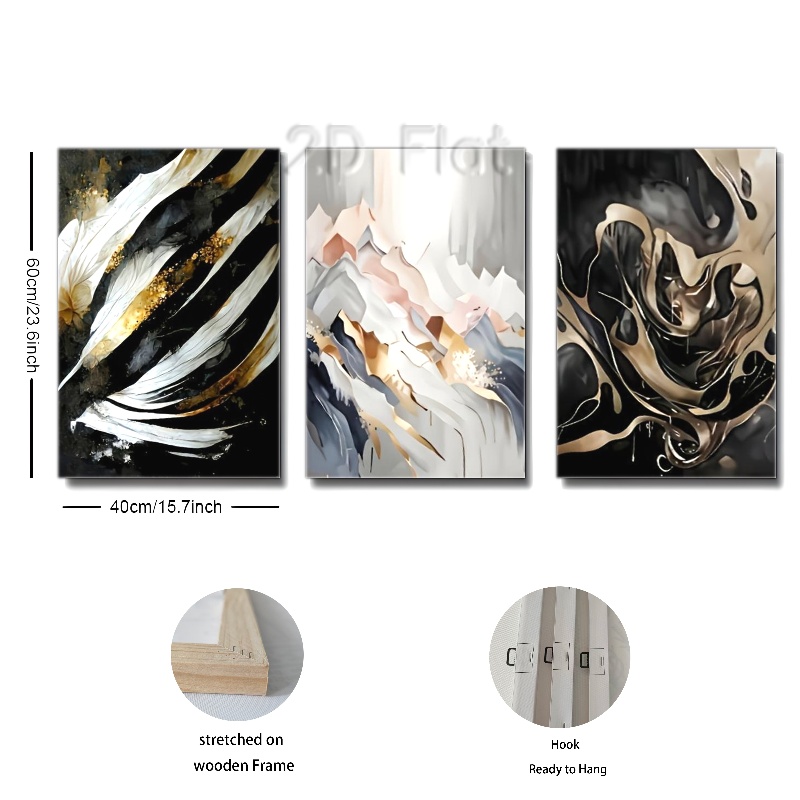 2D Flat
60cm/23.6inch
40cm/15.7inch
stretched on
wooden Frame
Hook
Ready to Hang